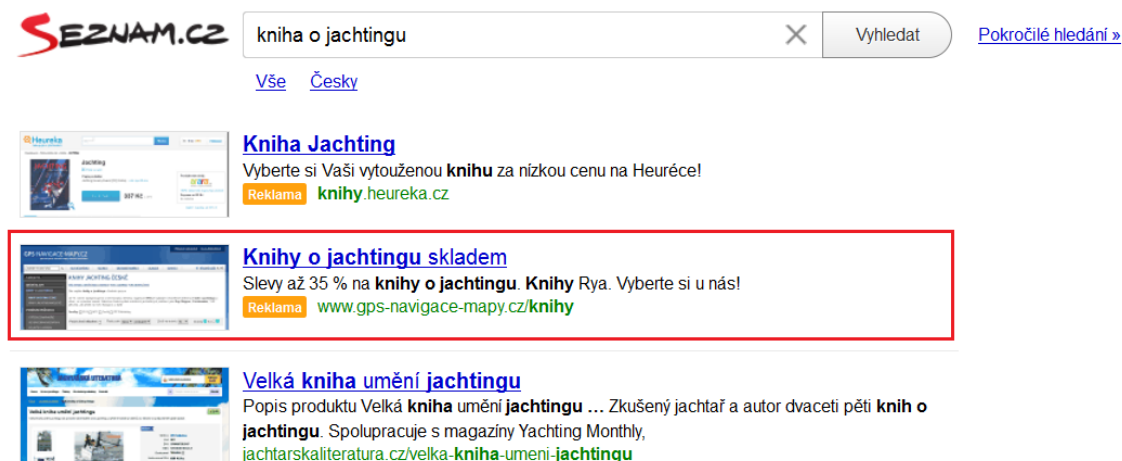 SEZNAM.CZ
kniha o jachtingu
Vyhledat
Pokročilé hledání »
Vše Česky
Heureka
Kniha Jachting
Vyberte si Vaši vytouženou knihu za nízkou cenu na Heuréce!
Reklama knihy.heureka.cz
Knihy o jachtingu skladem
Slevy až 35 % na knihy o jachtingu. Knihy Rya. Vyberte si u nás!
Reklama www.gps-navigace-mapy.cz/knihy
Velká kniha umění jachtingu
Popis produktu Velká kniha umění jachtingu … Zkušený jachtař a autor dvaceti pěti knih o
jachtingu. Spolupracuje s magazíny Yachting Monthly,
jachtarskaliteratura.cz/velka-kniha-umeni-jachtingu